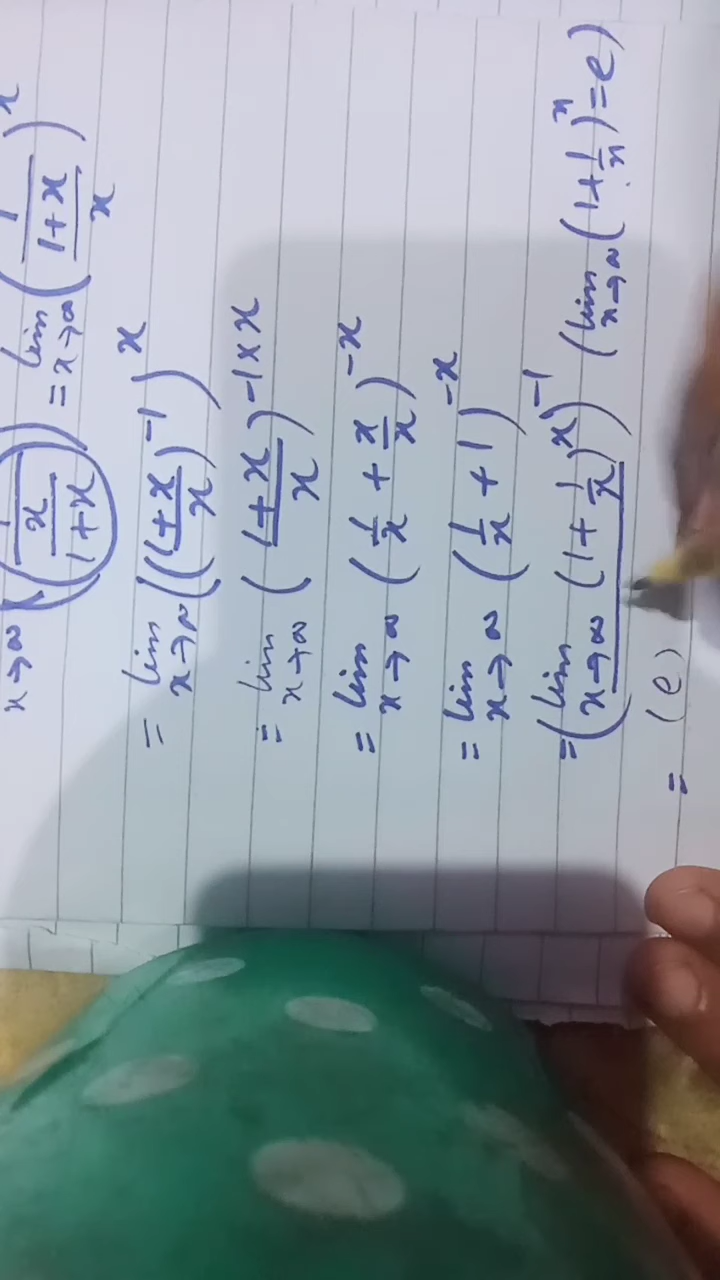 x→∞ (1/(x/(1+x))) = lim x→∞ (1/((1+x)/x))^x
= lim x→∞ (((1+x)/x)^-1)^x
= lim x→∞ ((1+x)/x)^-1×x
= lim x→∞ (1/x + x/x)^-x
= lim x→∞ (1/x + 1)^-x
= (lim x→∞ (1 + 1/x)^x)^-1 (lim x→∞ (1 + 1/x)^x = e)
= (e)